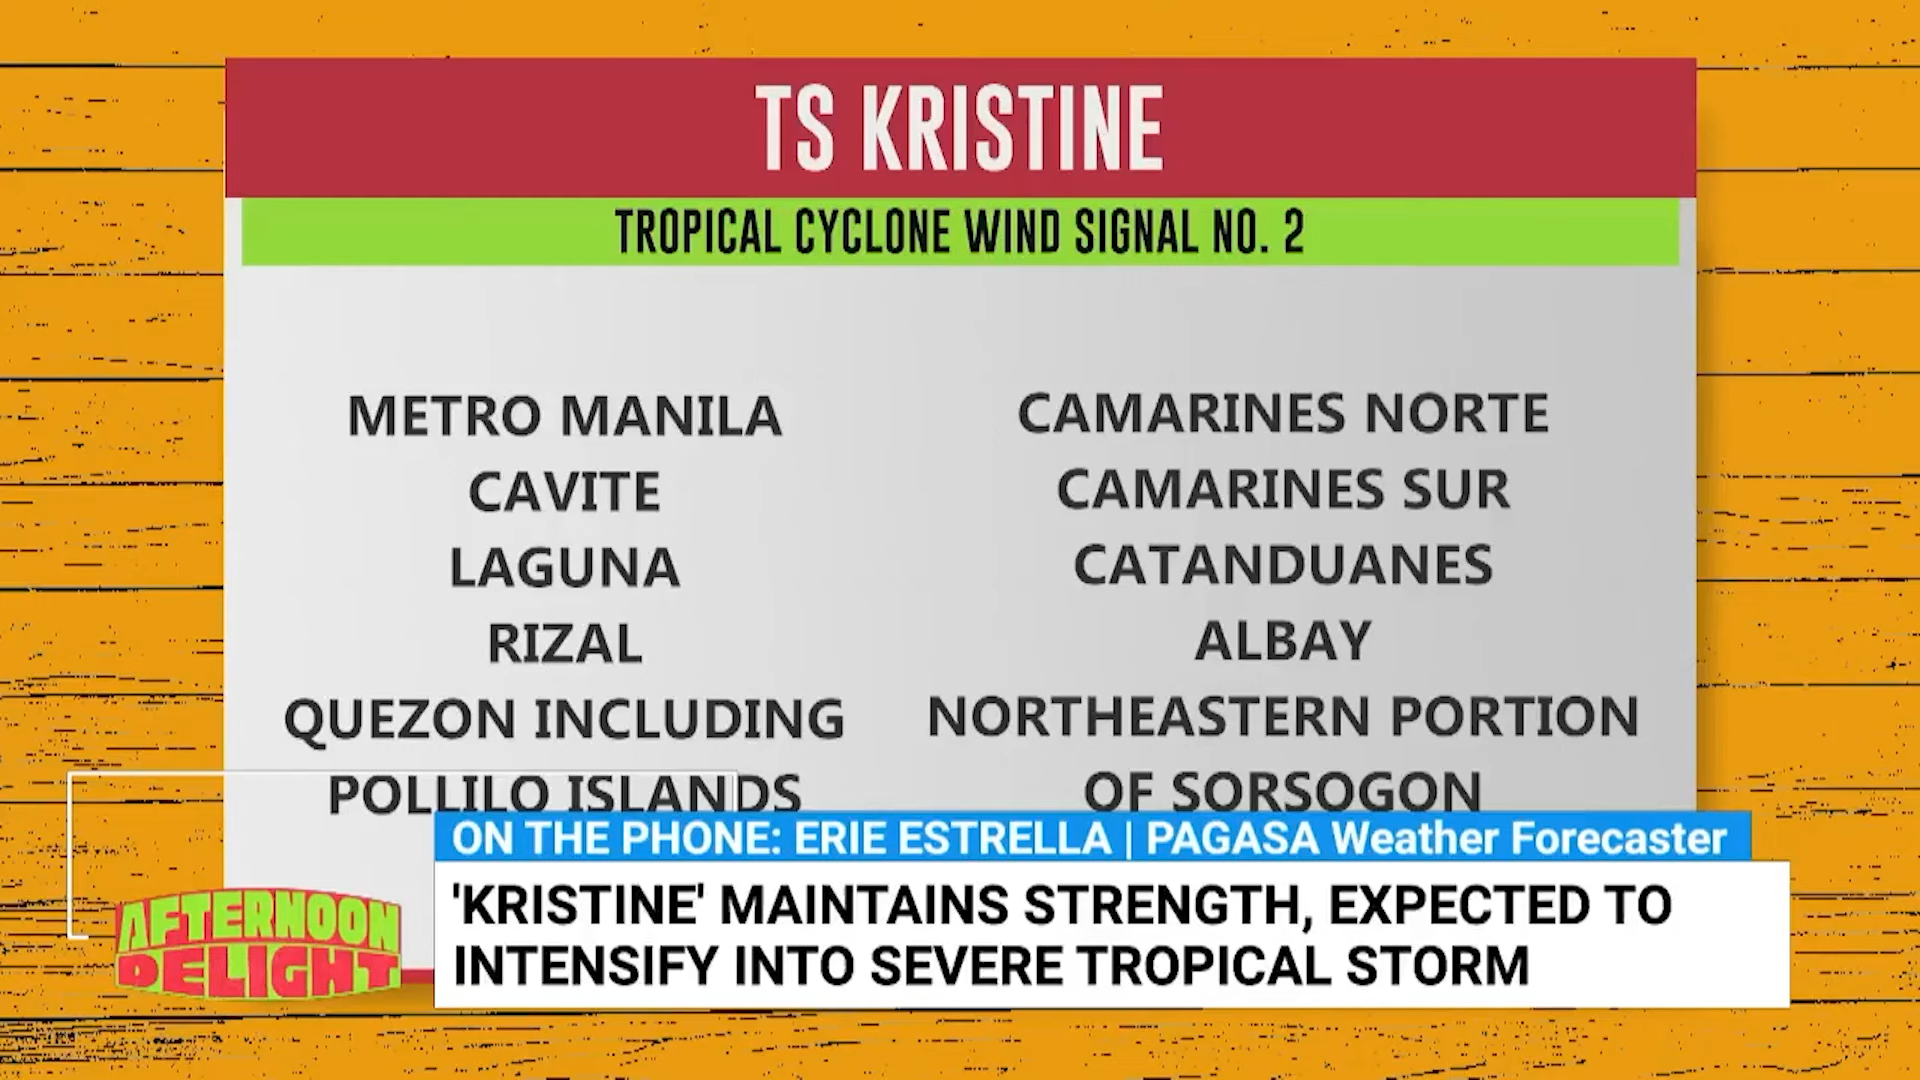 TS KRISTINE
TROPICAL CYCLONE WIND SIGNAL NO. 2
METRO MANILA
CAVITE
LAGUNA
RIZAL
QUEZON INCLUDING
POLLILO ISLANDS
CAMARINES NORTE
CAMARINES SUR
CATANDUANES
ALBAY
NORTHEASTERN PORTION
OF SORSOGON
ON THE PHONE: ERIE ESTRELLA | PAGASA Weather Forecaster
'KRISTINE' MAINTAINS STRENGTH, EXPECTED TO
INTENSIFY INTO SEVERE TROPICAL STORM
AFTERNOON
DELIGHT